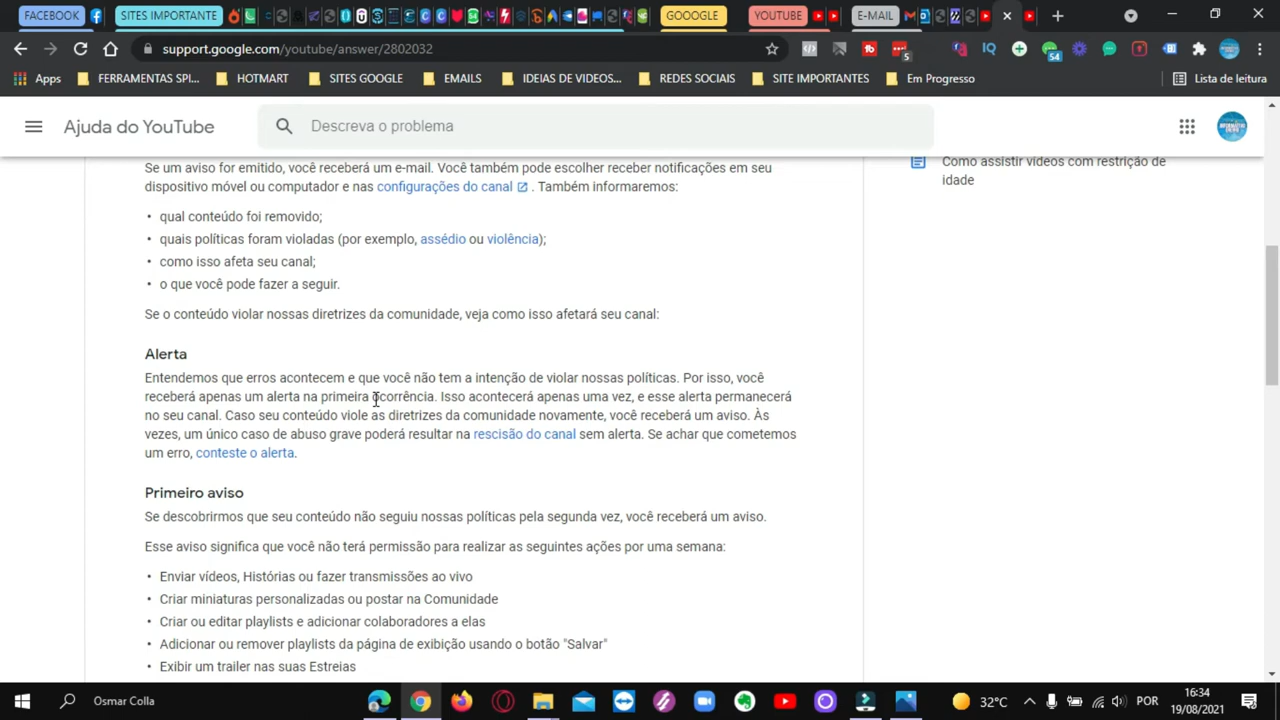 FACEBOOK
SITES IMPORTANTE
GOOOGLE
YOUTUBE
E-MAIL
support.google.com/youtube/answer/2802032
5
54
Apps
FERRAMENTAS SPI...
HOTMART
SITES GOOGLE
EMAILS
IDEIAS DE VIDEOS...
REDES SOCIAIS
SITE IMPORTANTES
Em Progresso
Lista de leitura
Ajuda do YouTube
Descreva o problema
Como assistir vídeos com restrição de
idade
Se um aviso for emitido, você receberá um e-mail. Você também pode escolher receber notificações em seu
dispositivo móvel ou computador e nas configurações do canal . Também informaremos:
• qual conteúdo foi removido;
• quais políticas foram violadas (por exemplo, assédio ou violência);
• como isso afeta seu canal;
• o que você pode fazer a seguir.
Se o conteúdo violar nossas diretrizes da comunidade, veja como isso afetará seu canal:
Alerta
Entendemos que erros acontecem e que você não tem a intenção de violar nossas políticas. Por isso, você
receberá apenas um alerta na primeira ocorrência. Isso acontecerá apenas uma vez, e esse alerta permanecerá
no seu canal. Caso seu conteúdo viole as diretrizes da comunidade novamente, você receberá um aviso. Às
vezes, um único caso de abuso grave poderá resultar na rescisão do canal sem alerta. Se achar que cometemos
um erro, conteste o alerta.
Primeiro aviso
Se descobrirmos que seu conteúdo não seguiu nossas políticas pela segunda vez, você receberá um aviso.
Esse aviso significa que você não terá permissão para realizar as seguintes ações por uma semana:
• Enviar vídeos, Histórias ou fazer transmissões ao vivo
• Criar miniaturas personalizadas ou postar na Comunidade
• Criar ou editar playlists e adicionar colaboradores a elas
• Adicionar ou remover playlists da página de exibição usando o botão "Salvar"
• Exibir um trailer nas suas Estreias
Osmar Colla
32°C
POR
16:34
19/08/2021